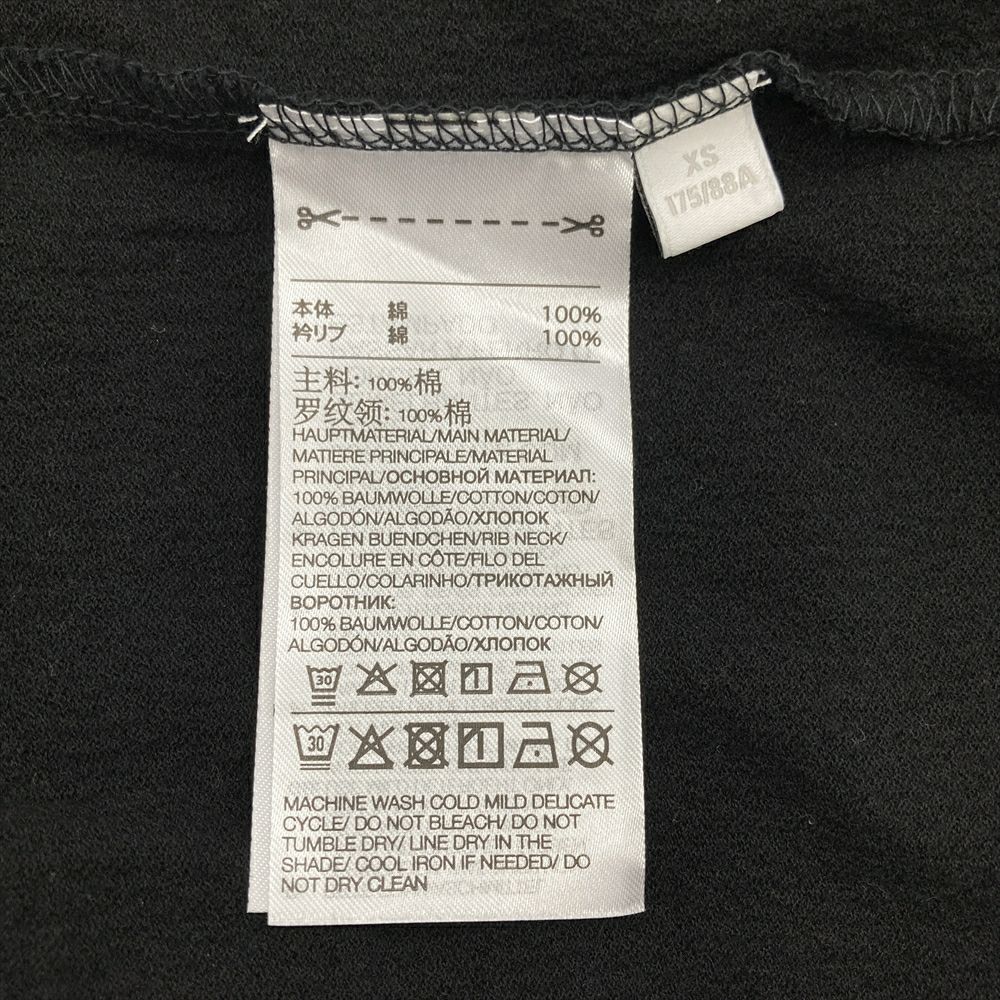 XS
175/88A
本体 綿 100%
衿リブ 綿 100%
主料: 100%棉
罗纹领: 100%棉
HAUPTMATERIAL/MAIN MATERIAL/
MATIERE PRINCIPALE/MATERIAL
PRINCIPAL/ОСНОВНОЙ МАТЕРИАЛ:
100% BAUMWOLLE/COTTON/COTON/
ALGODÓN/ALGODÃO/ХЛОПОК
KRAGEN BUENDCHEN/RIB NECK/
ENCOLURE EN CÔTE/FILO DEL
CUELLO/COLARINHO/ТРИКОТАЖНЫЙ
ВОРОТНИК:
100% BAUMWOLLE/COTTON/COTON/
ALGODÓN/ALGODÃO/ХЛОПОК
30
30
MACHINE WASH COLD MILD DELICATE
CYCLE/ DO NOT BLEACH/ DO NOT
TUMBLE DRY/ LINE DRY IN THE
SHADE/ COOL IRON IF NEEDED/ DO
NOT DRY CLEAN